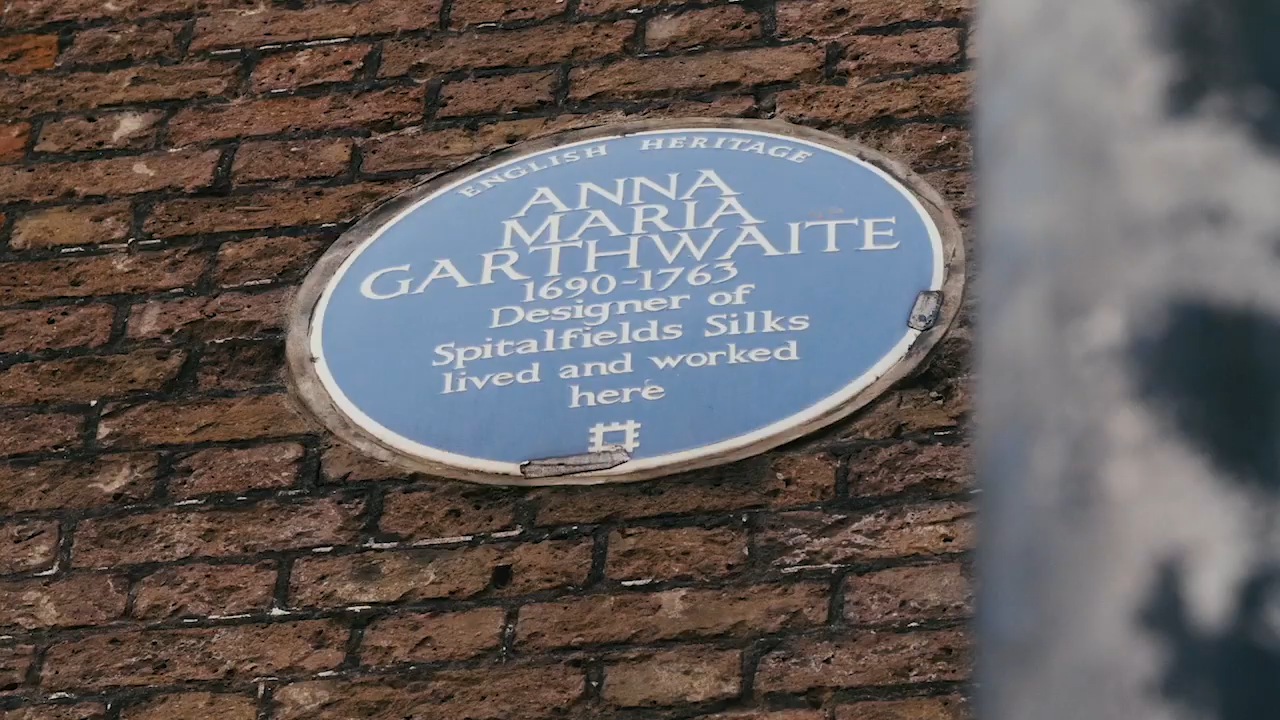 ENGLISH HERITAGE
ANNA
MARIA
GARTHWAITE
1690-1763
Designer of
Spitalfields Silks
lived and worked
here